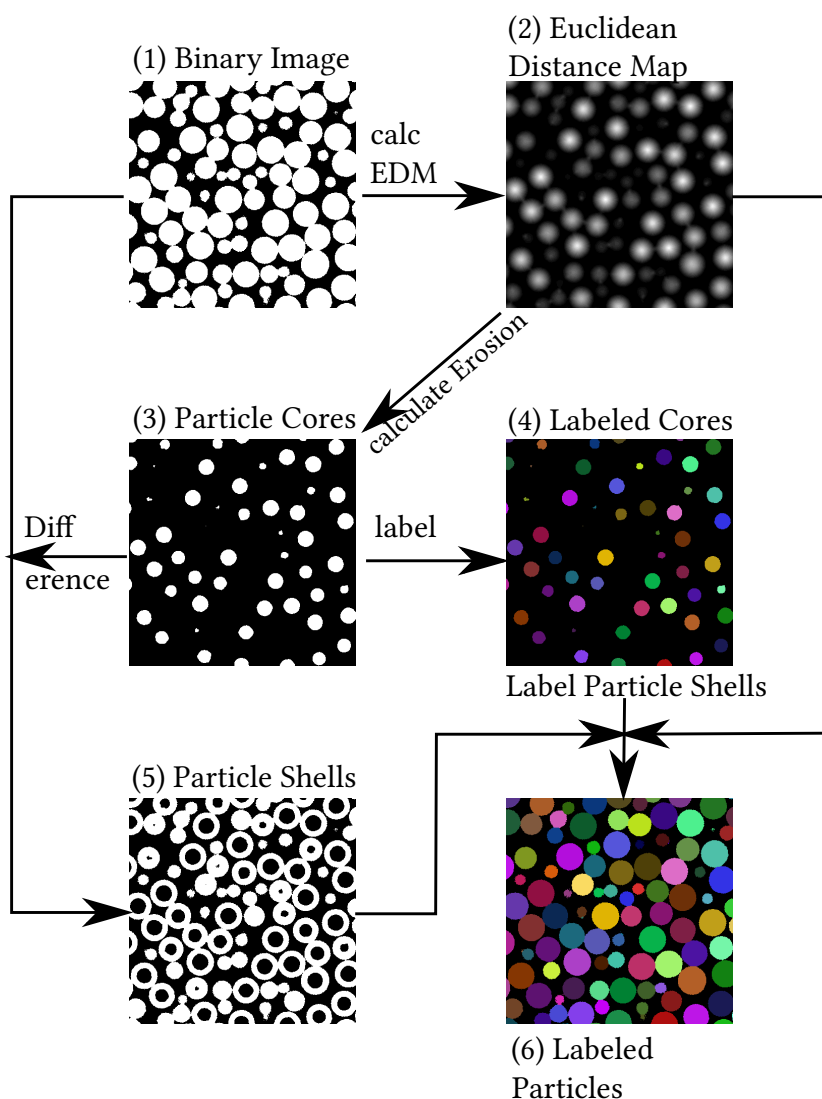 (1) Binary Image
(2) Euclidean
Distance Map
calc
EDM
calculate Erosion
(3) Particle Cores
(4) Labeled Cores
Diff
erence
label
Label Particle Shells
(5) Particle Shells
(6) Labeled
Particles